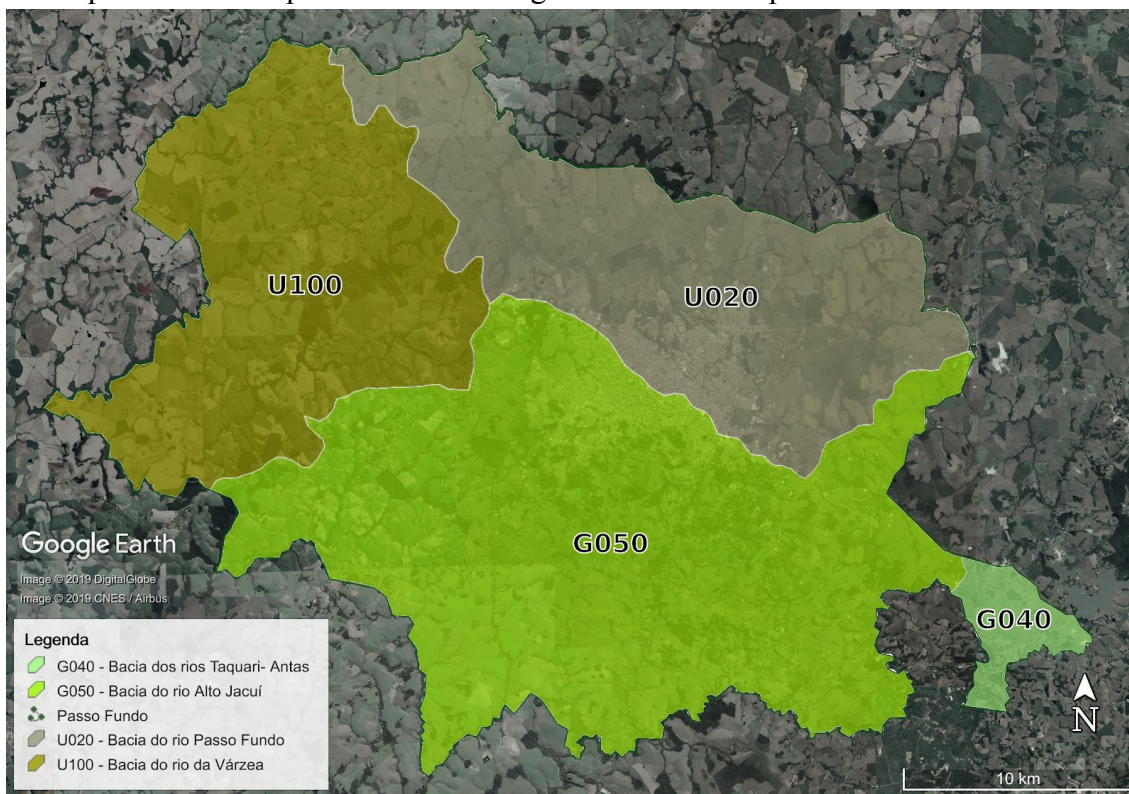 U100
U020
G050
G040
Google Earth
Image © 2019 DigitalGlobe
Image © 2019 CNES / Airbus
Legenda
G040 - Bacia dos rios Taquari- Antas
G050 - Bacia do rio Alto Jacuí
Passo Fundo
U020 - Bacia do rio Passo Fundo
U100 - Bacia do rio da Várzea
N
10 km